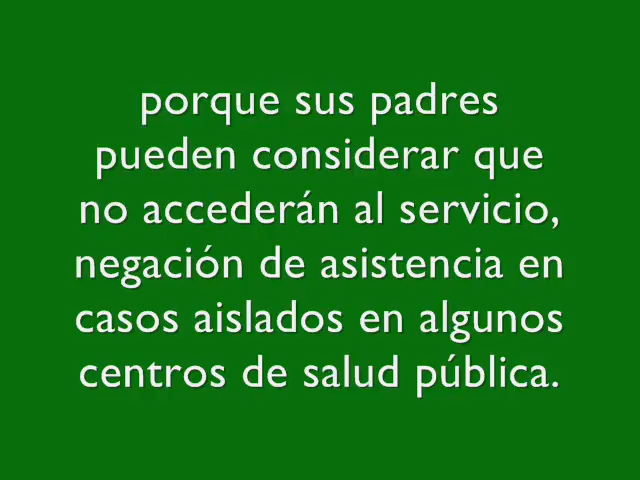 porque sus padres
pueden considerar que
no accederán al servicio,
negación de asistencia en
casos aislados en algunos
centros de salud pública.